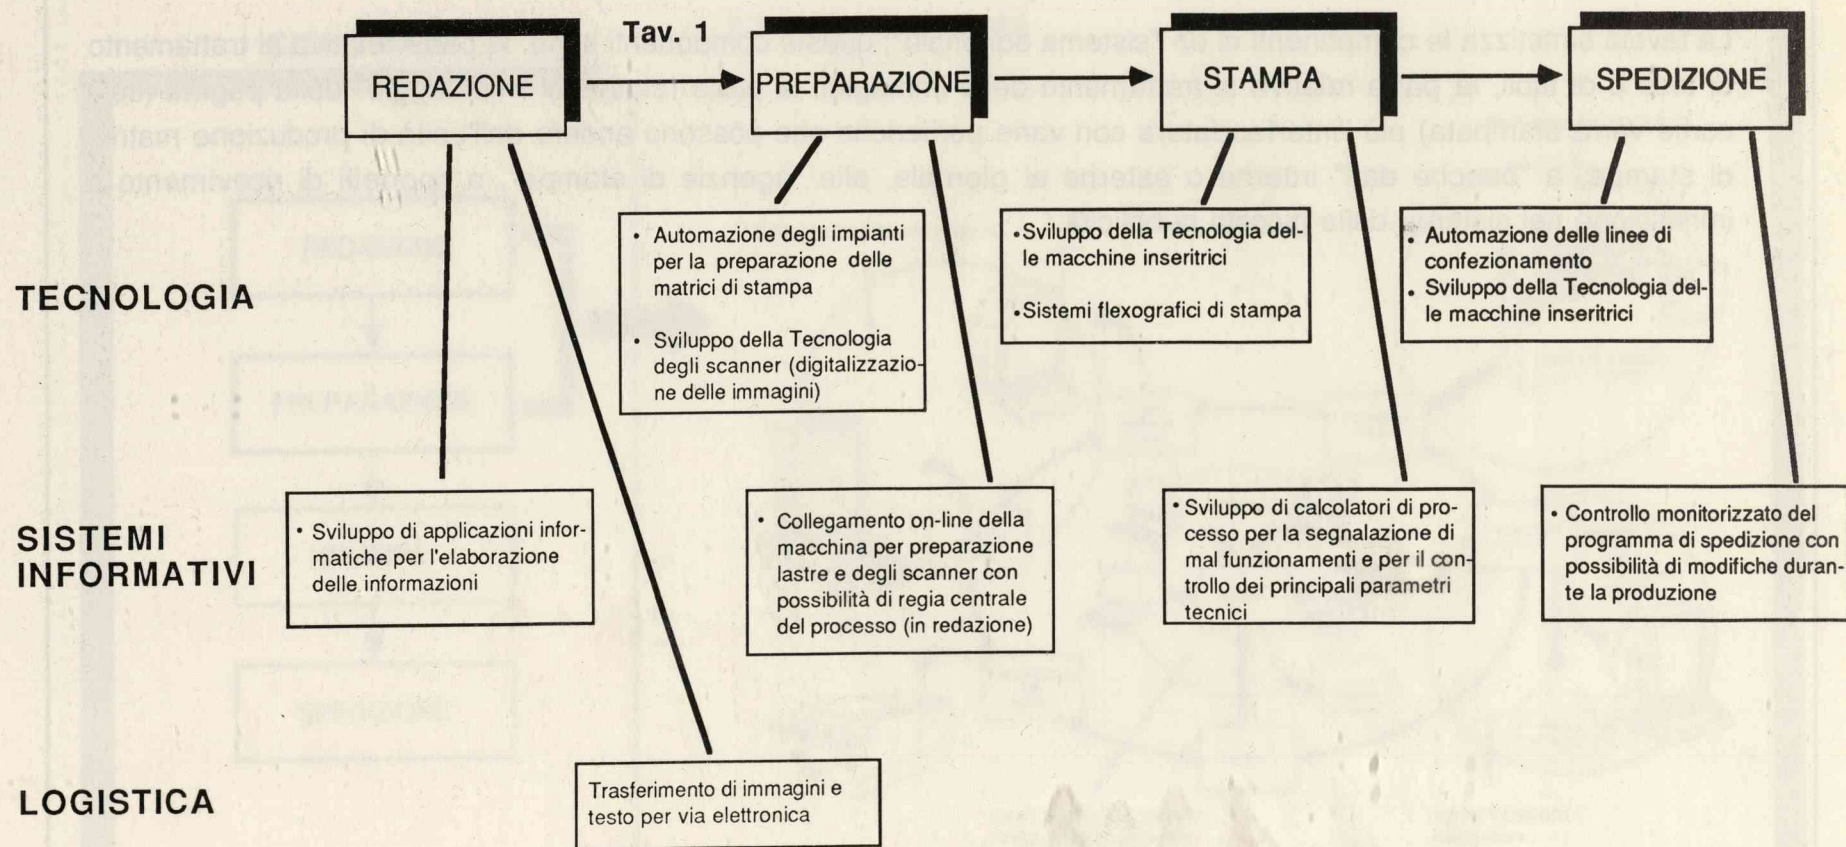 Tav. 1
REDAZIONE
PREPARAZIONE
STAMPA
SPEDIZIONE
TECNOLOGIA
• Automazione degli impianti
per la preparazione delle
matrici di stampa
• Sviluppo della Tecnologia
degli scanner (digitalizzazio-
ne delle immagini)
• Sviluppo della Tecnologia del-
le macchine inseritrici
• Sistemi flexografici di stampa
• Automazione delle linee di
confezionamento
• Sviluppo della Tecnologia del-
le macchine inseritrici
SISTEMI
INFORMATIVI
• Sviluppo di applicazioni infor-
matiche per l'elaborazione
delle informazioni
• Collegamento on-line della
macchina per preparazione
lastre e degli scanner con
possibilità di regia centrale
del processo (in redazione)
• Sviluppo di calcolatori di pro-
cesso per la segnalazione di
malfunzionamenti e per il con-
trollo dei principali parametri
tecnici
• Controllo monitorizzato del
programma di spedizione con
possibilità di modifiche duran-
te la produzione
LOGISTICA
Trasferimento di immagini e
testo per via elettronica